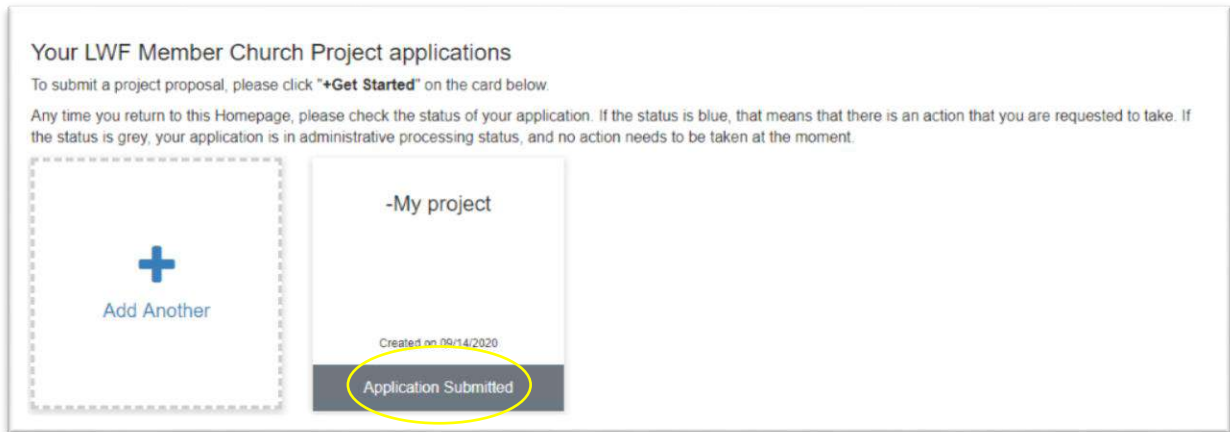 Your LWF Member Church Project applications
To submit a project proposal, please click "+Get Started" on the card below.
Any time you return to this Homepage, please check the status of your application. If the status is blue, that means that there is an action that you are requested to take. If
the status is grey, your application is in administrative processing status, and no action needs to be taken at the moment.
Add Another
-My project
Created on 09/14/2020
Application Submitted